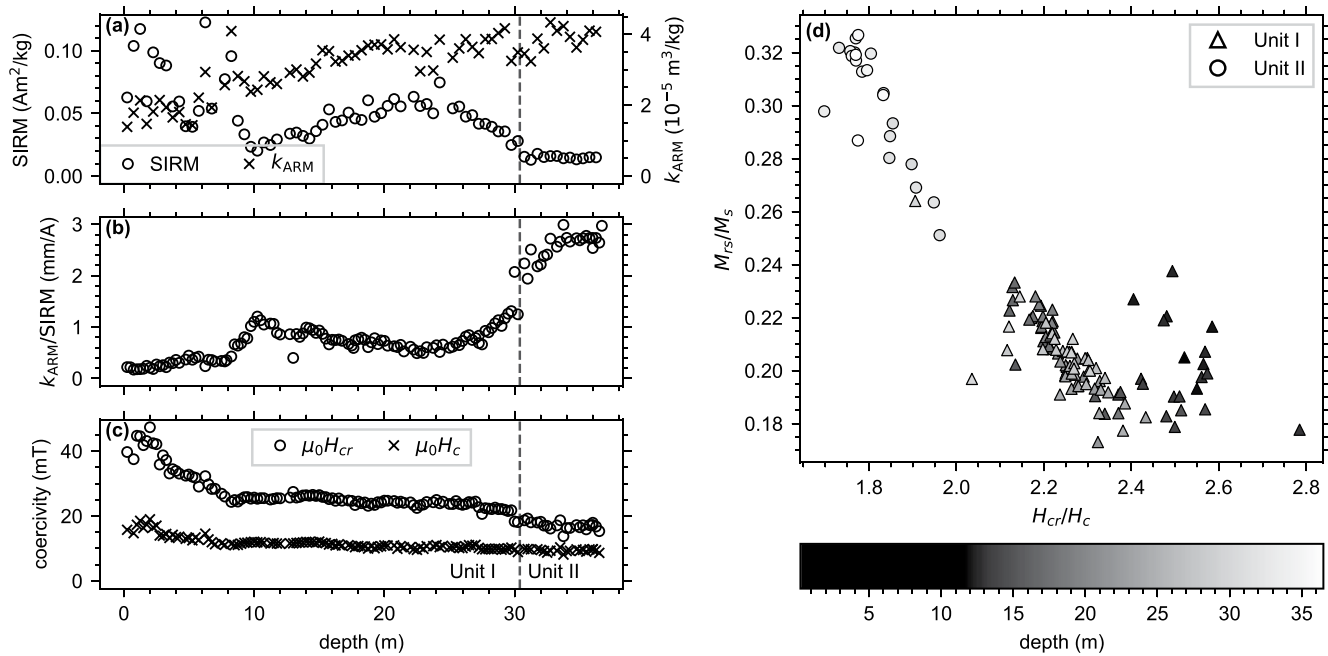 (a)
SIRM (Am²/kg)
0.10
0.05
0.00
4
2
0
k_ARM (10⁻⁵ m³/kg)
SIRM k_ARM
(b)
k_ARM/SIRM (mm/A)
3
2
1
0
(c)
coercivity (mT)
40
20
0
μ₀H_cr μ₀H_c
Unit I Unit II
0 10 20 30
depth (m)
(d)
M_rs/M_s
0.32
0.30
0.28
0.26
0.24
0.22
0.20
0.18
Unit I
Unit II
1.8 2.0 2.2 2.4 2.6 2.8
H_cr/H_c
5 10 15 20 25 30 35
depth (m)